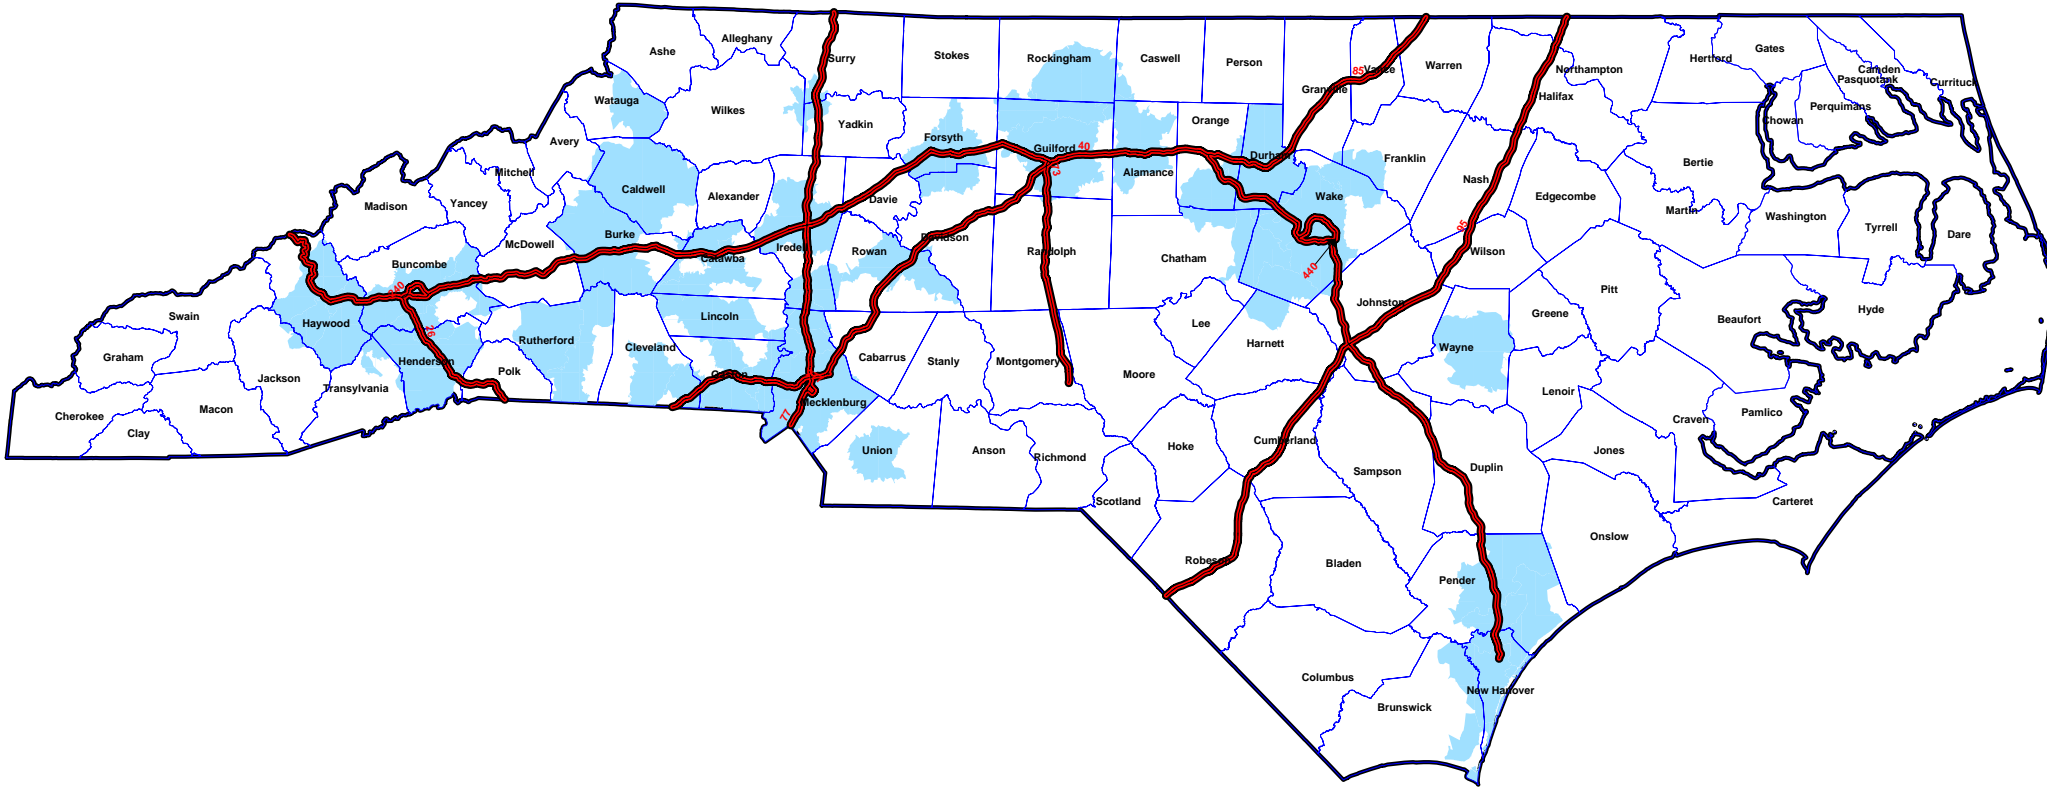 Alleghany
Ashe
Surry
Stokes
Rockingham
Caswell
Person
Granville
85
Vance
Warren
Northampton
Hertford
Gates
Camden
Pasquotank
Currituck
Perquimans
Chowan
Halifax
Watauga
Wilkes
Yadkin
Forsyth
Guilford
40
73
Orange
Durham
Franklin
Alamance
Nash
Edgecombe
Bertie
Martin
Washington
Tyrrell
Dare
Avery
Mitchell
Yancey
Madison
Caldwell
Alexander
Davie
Wake
McDowell
Burke
Iredell
Catawba
Rowan
Davidson
Randolph
Chatham
440
95
Wilson
Buncombe
240
Swain
Haywood
26
Henderson
Rutherford
Lincoln
Cleveland
Johnston
Pitt
Greene
Wayne
Beaufort
Hyde
Lee
Harnett
Graham
Jackson
Transylvania
Polk
Gaston
Cabarrus
Stanly
Montgomery
Moore
Lenoir
Craven
Pamlico
Cherokee
Clay
Macon
77
Mecklenburg
Union
Anson
Richmond
Hoke
Cumberland
Sampson
Duplin
Jones
Carteret
Scotland
Robeson
Bladen
Pender
Onslow
Columbus
Brunswick
New Hanover